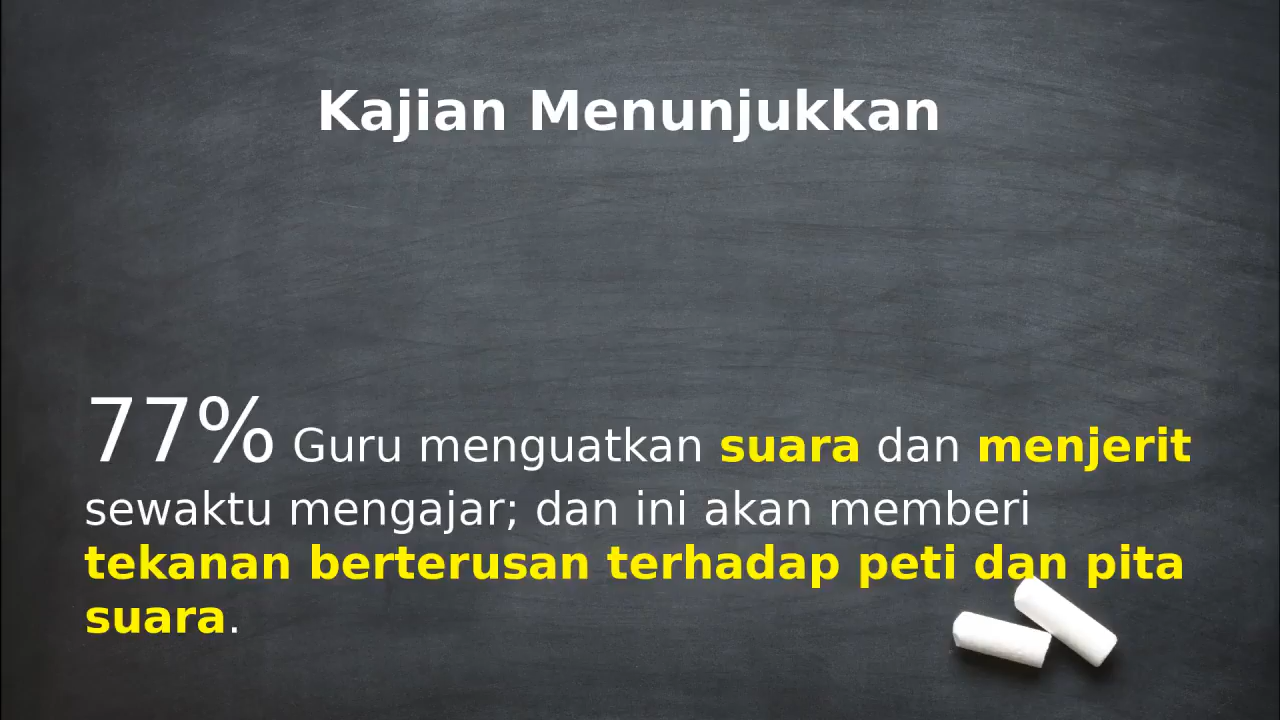 Kajian Menunjukkan
77% Guru menguatkan suara dan menjerit
sewaktu mengajar; dan ini akan memberi
tekanan berterusan terhadap peti dan pita
suara.